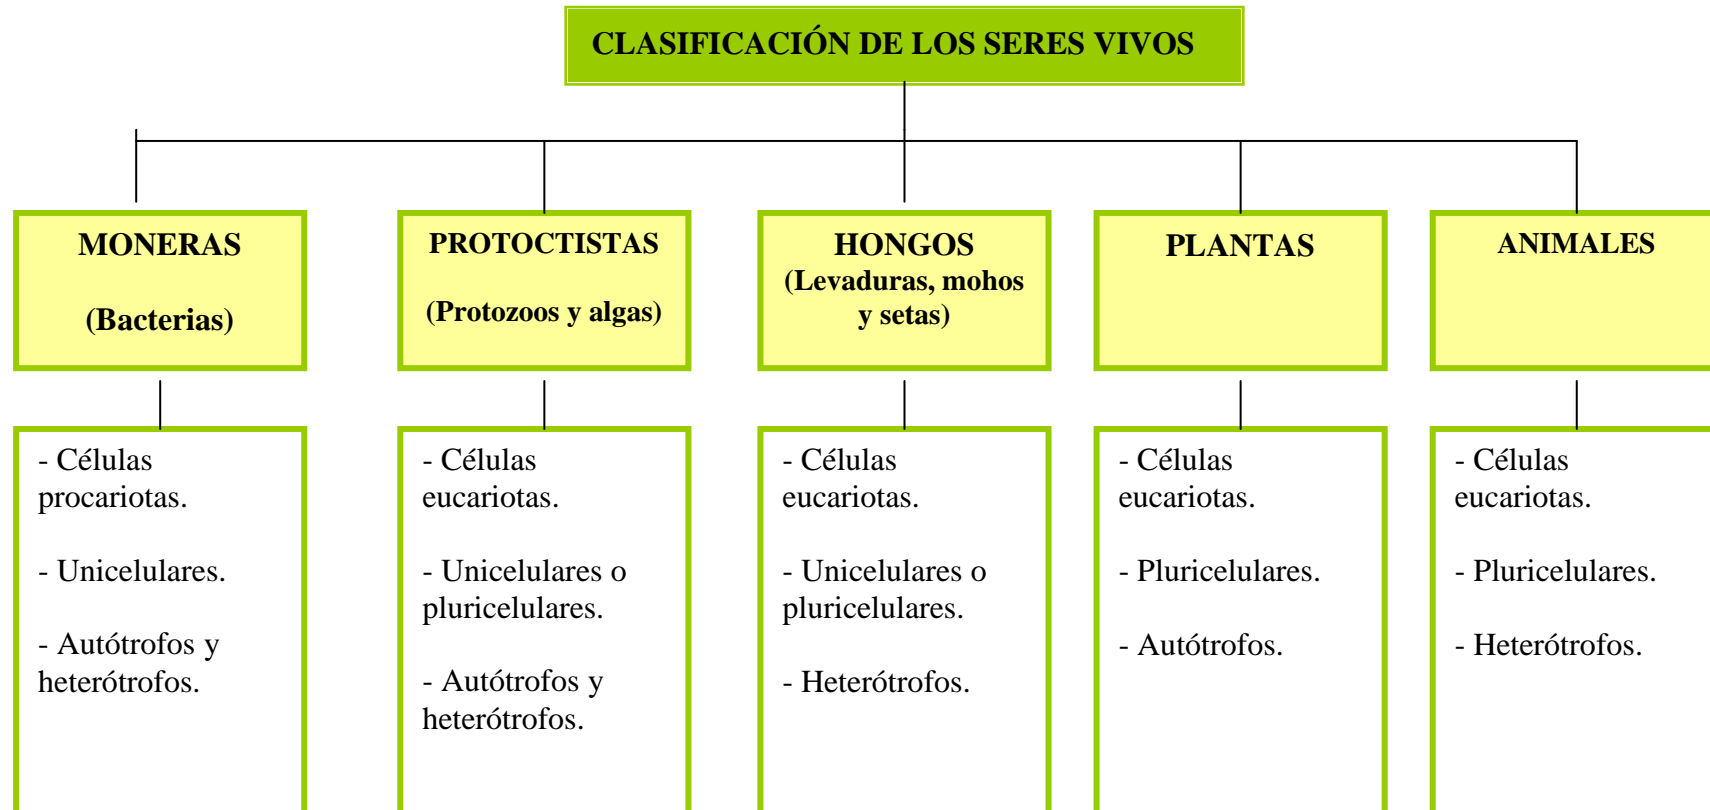 CLASIFICACIÓN DE LOS SERES VIVOS
MONERAS
(Bacterias)
PROTOCTISTAS
(Protozoos y algas)
HONGOS
(Levaduras, mohos
y setas)
PLANTAS
ANIMALES
- Células
procariotas.
- Unicelulares.
- Autótrofos y
heterótrofos.
- Células
eucariotas.
- Unicelulares o
pluricelulares.
- Autótrofos y
heterótrofos.
- Células
eucariotas.
- Unicelulares o
pluricelulares.
- Heterótrofos.
- Células
eucariotas.
- Pluricelulares.
- Autótrofos.
- Células
eucariotas.
- Pluricelulares.
- Heterótrofos.